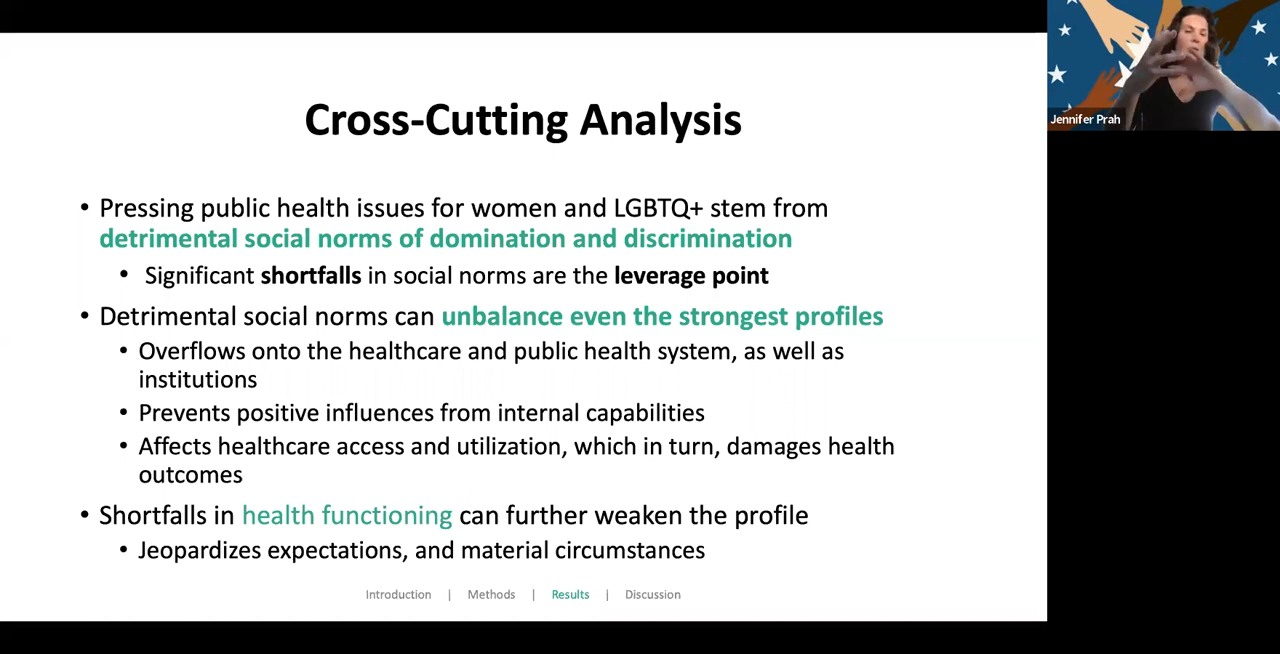 Cross-Cutting Analysis
• Pressing public health issues for women and LGBTQ+ stem from
detrimental social norms of domination and discrimination
• Significant shortfalls in social norms are the leverage point
• Detrimental social norms can unbalance even the strongest profiles
• Overflows onto the healthcare and public health system, as well as
institutions
• Prevents positive influences from internal capabilities
• Affects healthcare access and utilization, which in turn, damages health
outcomes
• Shortfalls in health functioning can further weaken the profile
• Jeopardizes expectations, and material circumstances
Introduction | Methods | Results | Discussion
Jennifer Prah